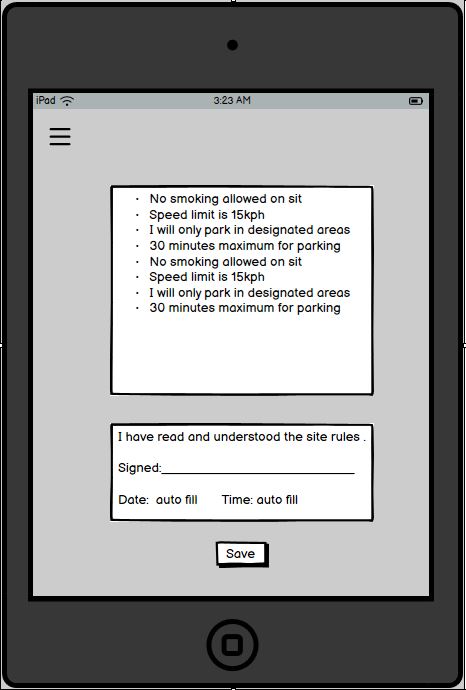 iPad 3:23 AM
· No smoking allowed on sit
· Speed limit is 15kph
· I will only park in designated areas
· 30 minutes maximum for parking
· No smoking allowed on sit
· Speed limit is 15kph
· I will only park in designated areas
· 30 minutes maximum for parking
I have read and understood the site rules .
Signed:______________________________
Date: auto fill Time: auto fill
Save